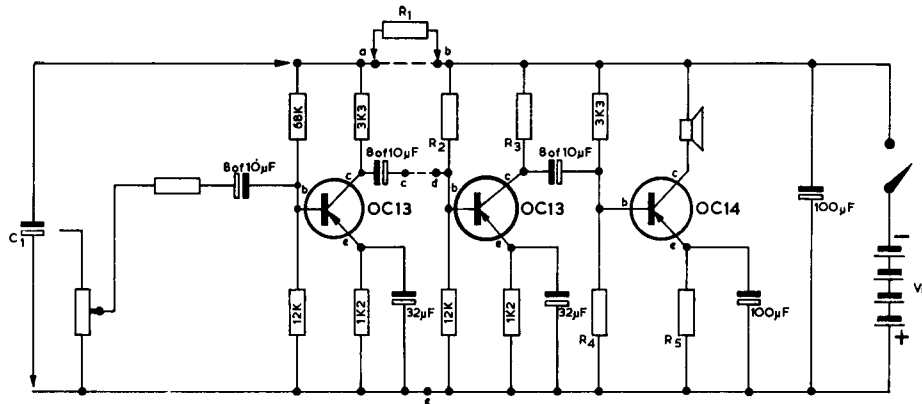 R1
a
b
68K
3K3
R2
R3
3K3
8of10µF
8of10µF
8of10µF
c
c
d
c
c
b
b
b
OC13
OC13
OC14
e
e
e
C1
100µF
12K
1K2
32µF
12K
1K2
32µF
R4
R5
100µF
−
V
+
e